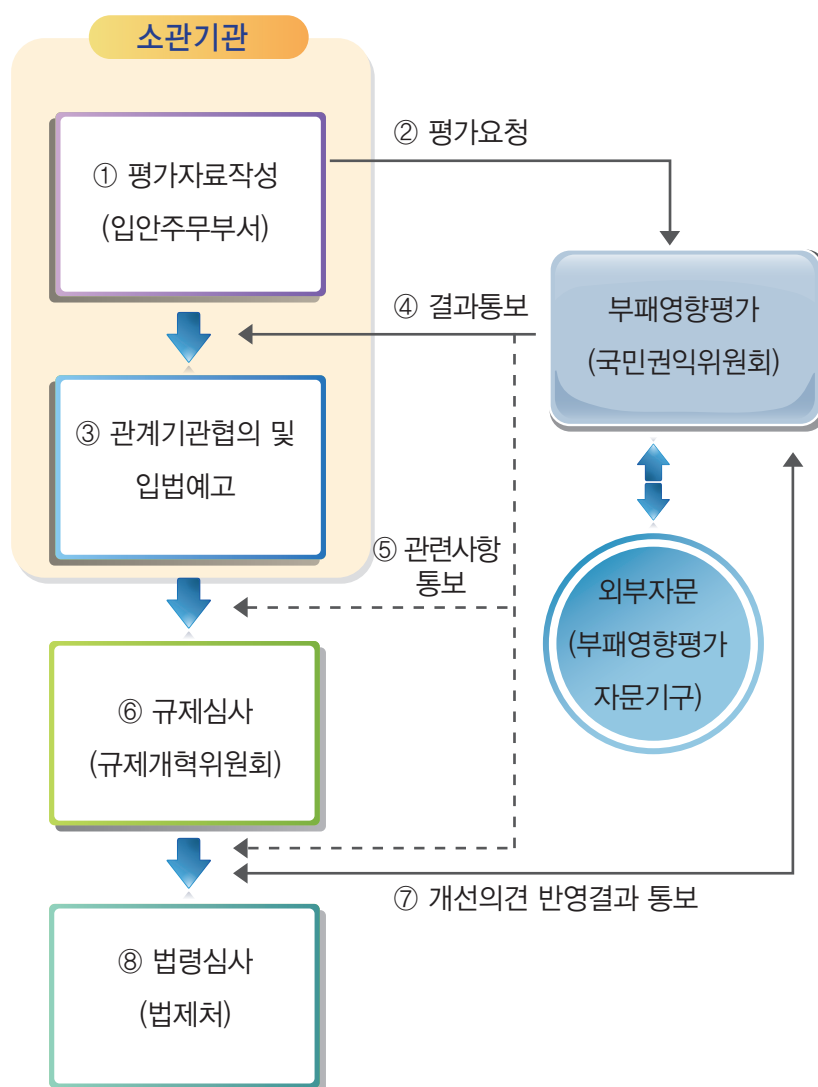 소관기관
① 평가자료작성
(입안주무부서)
② 평가요청
부패영향평가
(국민권익위원회)
④ 결과통보
③ 관계기관협의 및
입법예고
⑤ 관련사항
통보
외부자문
(부패영향평가
자문기구)
⑥ 규제심사
(규제개혁위원회)
⑦ 개선의견 반영결과 통보
⑧ 법령심사
(법제처)